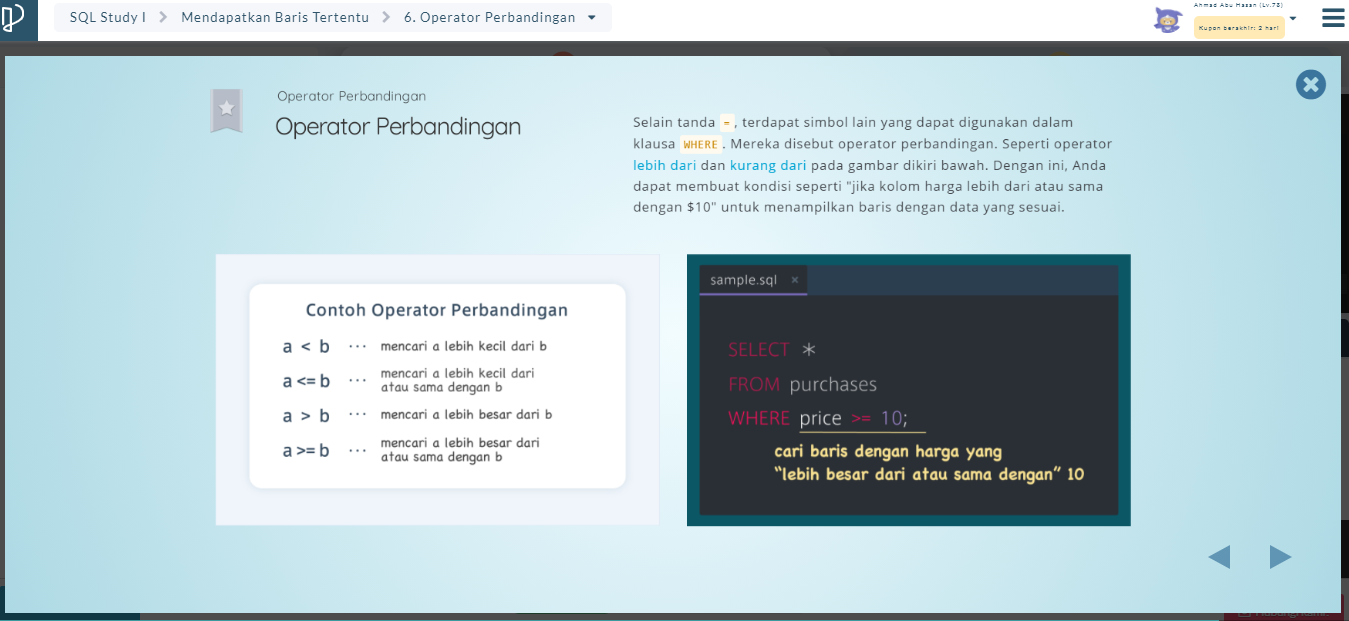 SQL Study I > Mendapatkan Baris Tertentu > 6. Operator Perbandingan
Ahmad Abu Hasan (Lv.78)
Kupon berakhir: 2 hari
Operator Perbandingan
Operator Perbandingan
Selain tanda =, terdapat simbol lain yang dapat digunakan dalam
klausa WHERE. Mereka disebut operator perbandingan. Seperti operator
lebih dari dan kurang dari pada gambar dikiri bawah. Dengan ini, Anda
dapat membuat kondisi seperti "jika kolom harga lebih dari atau sama
dengan $10" untuk menampilkan baris dengan data yang sesuai.
Contoh Operator Perbandingan
a < b ··· mencari a lebih kecil dari b
a <= b ··· mencari a lebih kecil dari
atau sama dengan b
a > b ··· mencari a lebih besar dari b
a >= b ··· mencari a lebih besar dari
atau sama dengan b
sample.sql ×
SELECT *
FROM purchases
WHERE price >= 10;
cari baris dengan harga yang
“lebih besar dari atau sama dengan” 10